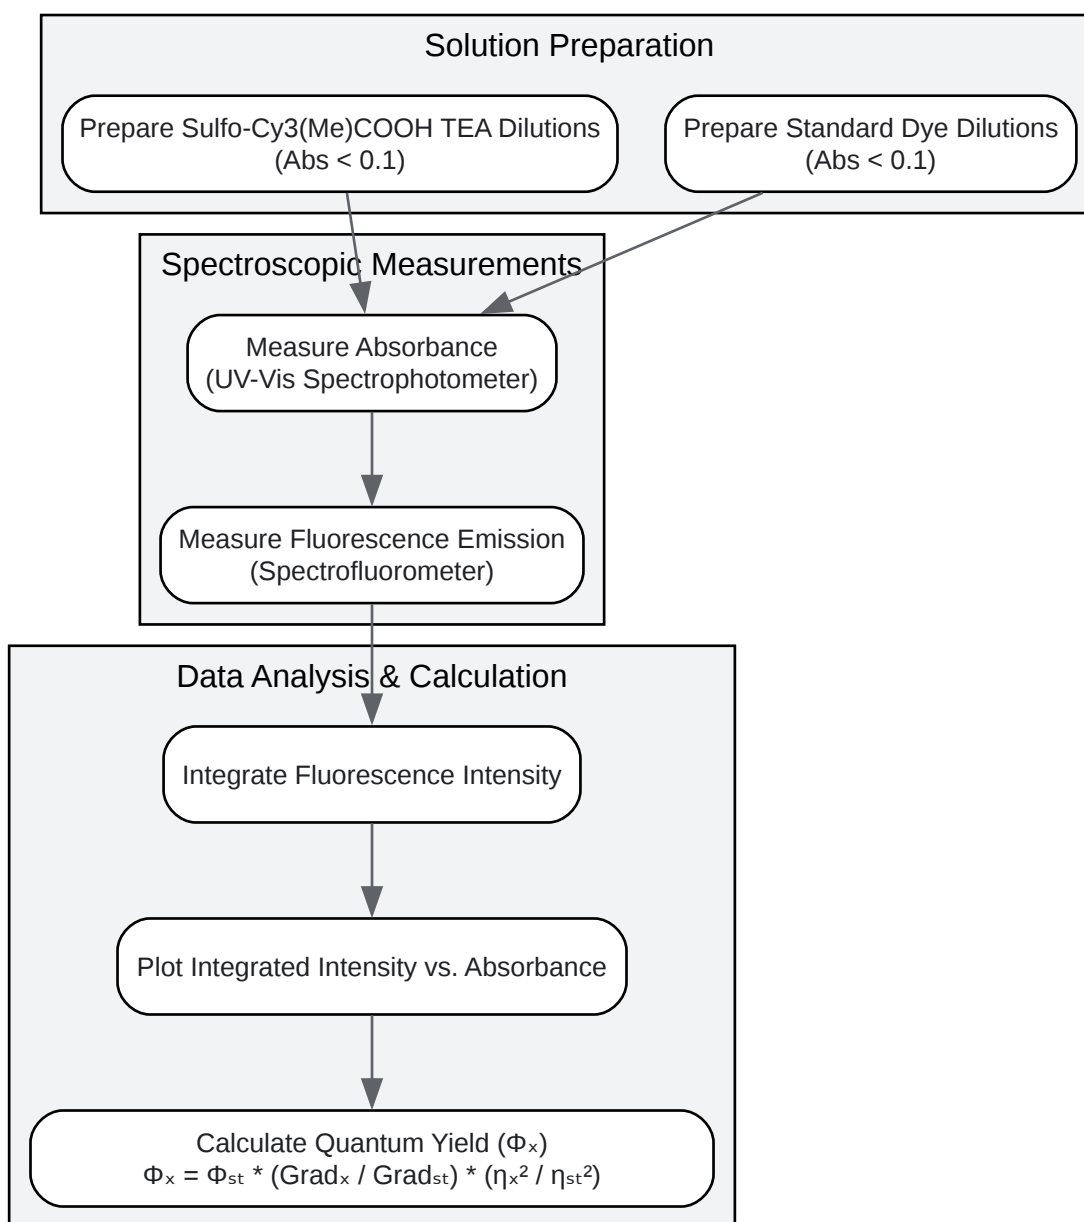 Solution Preparation
Prepare Sulfo-Cy3(Me)COOH TEA Dilutions
(Abs < 0.1)
Prepare Standard Dye Dilutions
(Abs < 0.1)
Spectroscopic Measurements
Measure Absorbance
(UV-Vis Spectrophotometer)
Measure Fluorescence Emission
(Spectrofluorometer)
Data Analysis & Calculation
Integrate Fluorescence Intensity
Plot Integrated Intensity vs. Absorbance
Calculate Quantum Yield (Φₓ)
Φₓ = Φₛₜ * (Gradₓ / Gradₛₜ) * (ηₓ² / ηₛₜ²)